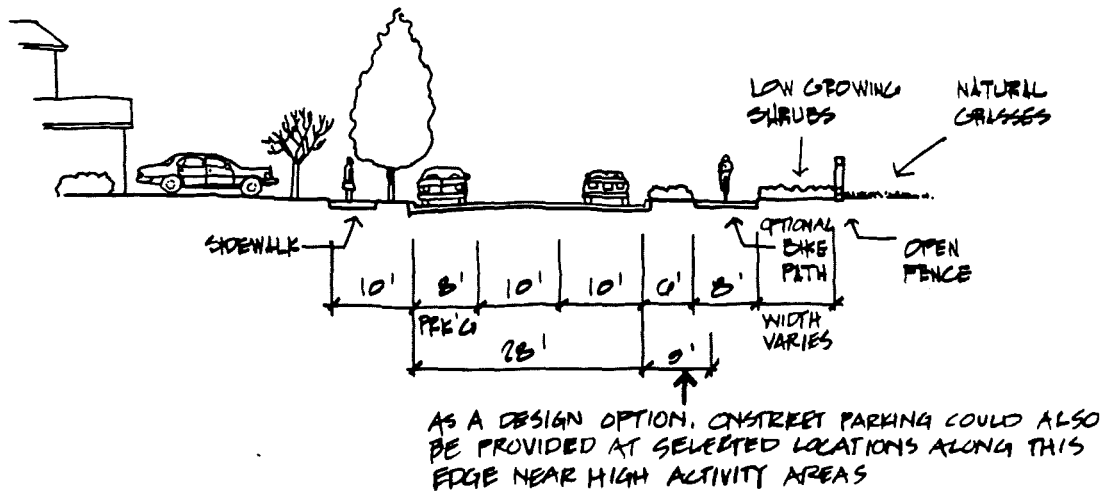 LOW GROWING
SHRUBS
NATURAL
GRASSES
SIDEWALK
OPTIONAL
BIKE
PATH
OPEN
FENCE
10' 8' 10' 10' 6' 8'
PRK'G
WIDTH
VARIES
28'
AS A DESIGN OPTION. ONSTREET PARKING COULD ALSO
BE PROVIDED AT SELECTED LOCATIONS ALONG THIS
EDGE NEAR HIGH ACTIVITY AREAS